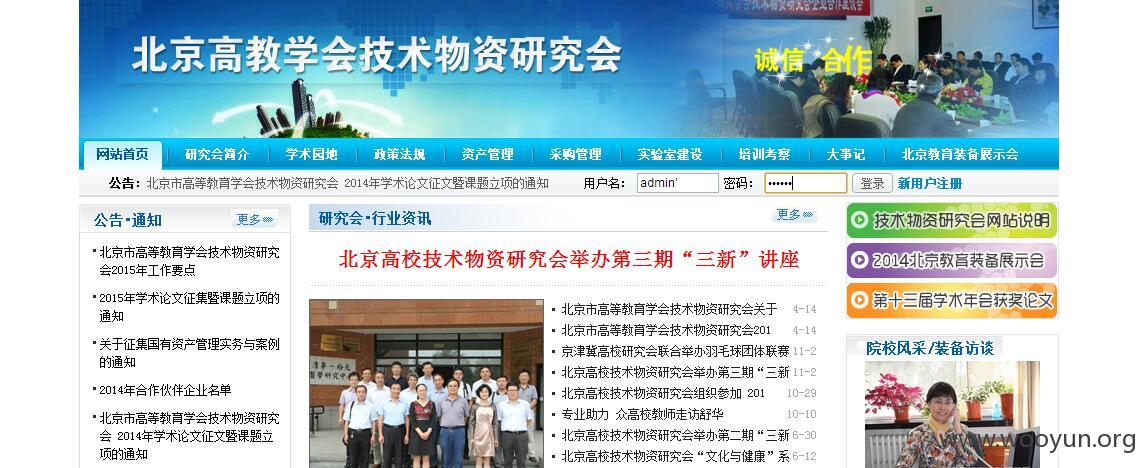 术物资研究会企业合作座谈会
北京高教学会技术物资研究会
诚信 合作
网站首页 研究会简介 学术园地 政策法规 资产管理 采购管理 实验室建设 培训考察 大事记 北京教育装备展示会
公告：北京市高等教育学会技术物资研究会 2014年学术论文征文暨课题立项的通知 用户名： admin' 密码： •••••• 登录 新用户注册
公告·通知 更多
北京市高等教育学会技术物资研究
会2015年工作要点
2015年学术论文征集暨课题立项的
通知
关于征集国有资产管理实务与案例
的通知
2014年合作伙伴企业名单
北京市高等教育学会技术物资研究
会 2014年学术论文征文暨课题立
项的通知
研究会·行业资讯 更多
北京高校技术物资研究会举办第三期“三新”讲座
北京市高等教育学会技术物资研究会关于 4-14
北京市高等教育学会技术物资研究会201 4-14
京津冀高校研究会联合举办羽毛球团体联赛 11-2
北京高校技术物资研究会举办第三期“三新 11-2
北京高校技术物资研究会组织参加 201 10-29
专业助力 众高校教师走访舒华 10-10
北京高校技术物资研究会举办第二期“三新 6-30
北京高校技术物资研究会“文化与健康”系 6-12
技术物资研究会网站说明
2014北京教育装备展示会
第十三届学术年会获奖论文
院校风采/装备访谈
www.wooyun.org